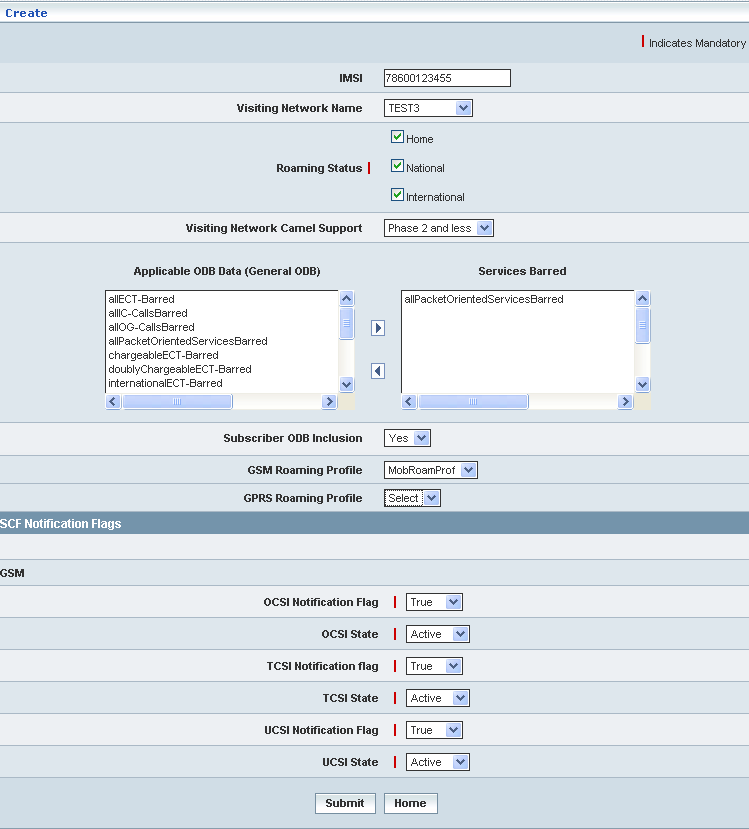 Create
Indicates Mandatory
IMSI 78600123455
Visiting Network Name TEST3
Home
Roaming Status National
International
Visiting Network Camel Support Phase 2 and less
Applicable ODB Data (General ODB) Services Barred
allECT-Barred allPacketOrientedServicesBarred
allIC-CallsBarred
allOG-CallsBarred
allPacketOrientedServicesBarred
chargeableECT-Barred
doublyChargeableECT-Barred
internationalECT-Barred
Subscriber ODB Inclusion Yes
GSM Roaming Profile MobRoamProf
GPRS Roaming Profile Select
SCF Notification Flags
GSM
OCSI Notification Flag True
OCSI State Active
TCSI Notification flag True
TCSI State Active
UCSI Notification Flag True
UCSI State Active
Submit Home